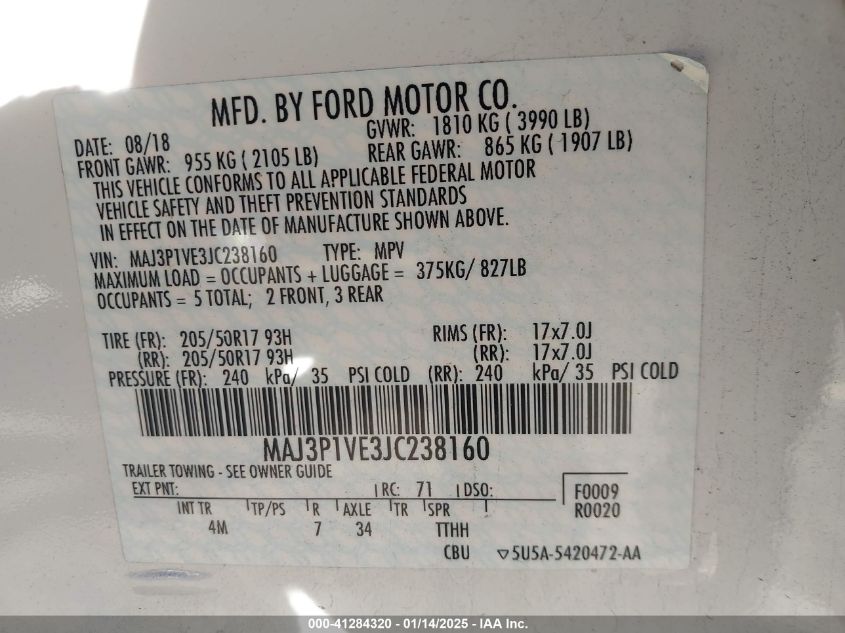 MFD. BY FORD MOTOR CO.
DATE: 08/18 GVWR: 1810 KG ( 3990 LB)
FRONT GAWR: 955 KG ( 2105 LB) REAR GAWR: 865 KG ( 1907 LB)
THIS VEHICLE CONFORMS TO ALL APPLICABLE FEDERAL MOTOR
VEHICLE SAFETY AND THEFT PREVENTION STANDARDS
IN EFFECT ON THE DATE OF MANUFACTURE SHOWN ABOVE.
VIN: MAJ3P1VE3JC238160 TYPE: MPV
MAXIMUM LOAD = OCCUPANTS + LUGGAGE = 375KG/ 827LB
OCCUPANTS = 5 TOTAL; 2 FRONT, 3 REAR
TIRE (FR): 205/50R17 93H RIMS (FR): 17x7.0J
(RR): 205/50R17 93H (RR): 17x7.0J
PRESSURE (FR): 240 kPa/ 35 PSI COLD (RR): 240 kPa/ 35 PSI COLD
MAJ3P1VE3JC238160
TRAILER TOWING - SEE OWNER GUIDE
EXT PNT: RC: 71 DSO: F0009
INT TR TP/PS R AXLE TR SPR R0020
4M 7 34 TTHH
CBU 5U5A-5420472-AA
000-41284320 - 01/14/2025 - IAA Inc.